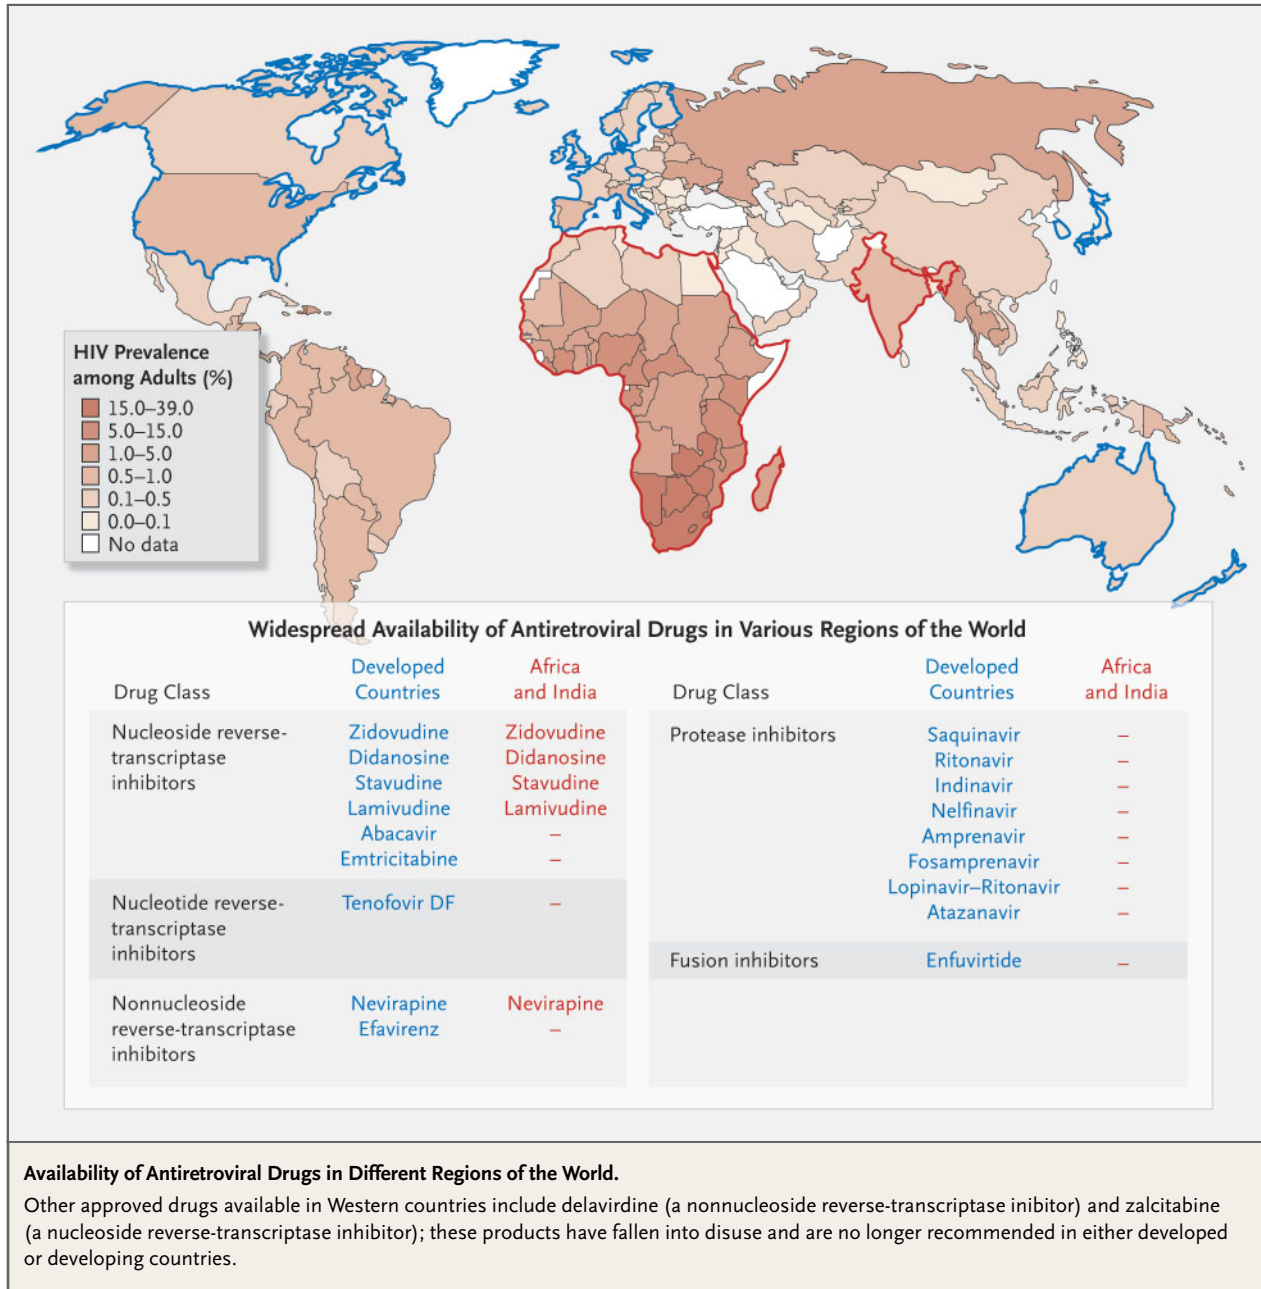 HIV Prevalence
among Adults (%)
15.0–39.0
5.0–15.0
1.0–5.0
0.5–1.0
0.1–0.5
0.0–0.1
No data
Widespread Availability of Antiretroviral Drugs in Various Regions of the World
Drug Class
Developed
Countries
Africa
and India
Nucleoside reverse-
transcriptase
inhibitors
Zidovudine Zidovudine
Didanosine Didanosine
Stavudine Stavudine
Lamivudine Lamivudine
Abacavir –
Emtricitabine –
Nucleotide reverse-
transcriptase
inhibitors
Tenofovir DF –
Nonnucleoside
reverse-transcriptase
inhibitors
Nevirapine Nevirapine
Efavirenz –
Drug Class
Developed
Countries
Africa
and India
Protease inhibitors
Saquinavir –
Ritonavir –
Indinavir –
Nelfinavir –
Amprenavir –
Fosamprenavir –
Lopinavir–Ritonavir –
Atazanavir –
Fusion inhibitors
Enfuvirtide –
Availability of Antiretroviral Drugs in Different Regions of the World.
Other approved drugs available in Western countries include delavirdine (a nonnucleoside reverse-transcriptase inibitor) and zalcitabine
(a nucleoside reverse-transcriptase inhibitor); these products have fallen into disuse and are no longer recommended in either developed
or developing countries.